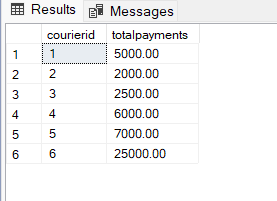 Results Messages
courierid totalpayments
1 1 5000.00
2 2 2000.00
3 3 2500.00
4 4 6000.00
5 5 7000.00
6 6 25000.00